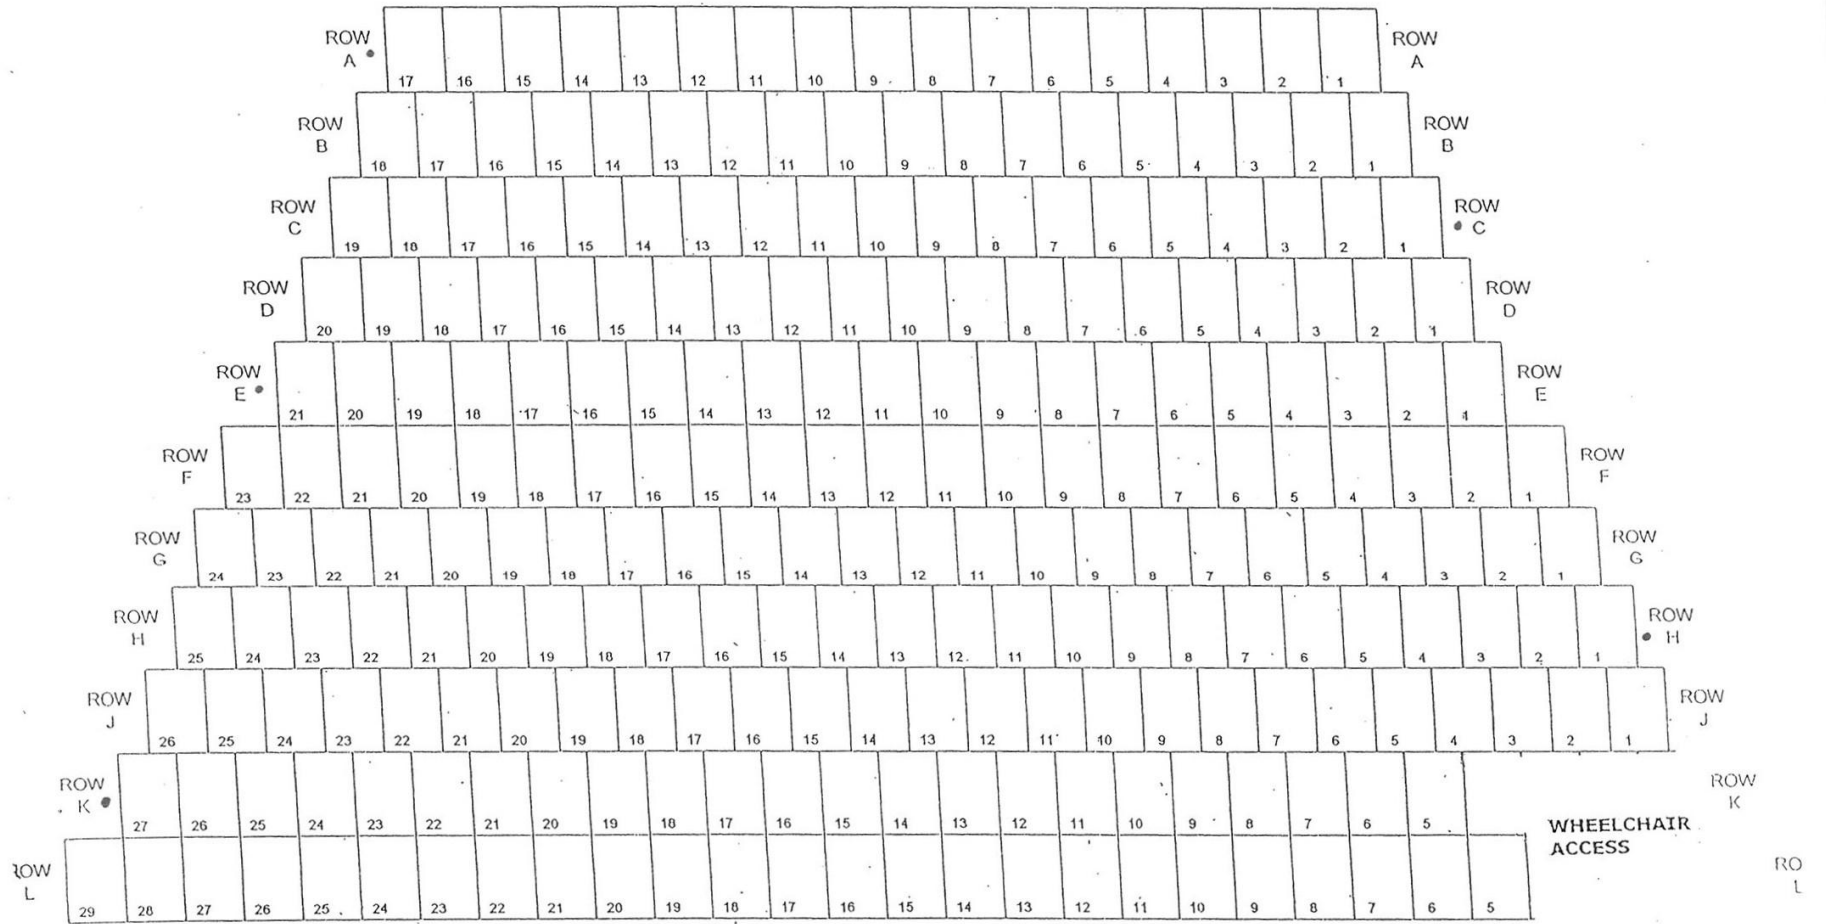 ROW A 17 16 15 14 13 12 11 10 9 8 7 6 5 4 3 2 1 ROW A
ROW B 18 17 16 15 14 13 12 11 10 9 8 7 6 5 4 3 2 1 ROW B
ROW C 19 18 17 16 15 14 13 12 11 10 9 8 7 6 5 4 3 2 1 ROW C
ROW D 20 19 18 17 16 15 14 13 12 11 10 9 8 7 6 5 4 3 2 1 ROW D
ROW E 21 20 19 18 17 16 15 14 13 12 11 10 9 8 7 6 5 4 3 2 1 ROW E
ROW F 23 22 21 20 19 18 17 16 15 14 13 12 11 10 9 8 7 6 5 4 3 2 1 ROW F
ROW G 24 23 22 21 20 19 18 17 16 15 14 13 12 11 10 9 8 7 6 5 4 3 2 1 ROW G
ROW H 25 24 23 22 21 20 19 18 17 16 15 14 13 12 11 10 9 8 7 6 5 4 3 2 1 ROW H
ROW J 26 25 24 23 22 21 20 19 18 17 16 15 14 13 12 11 10 9 8 7 6 5 4 3 2 1 ROW J
ROW K 27 26 25 24 23 22 21 20 19 18 17 16 15 14 13 12 11 10 9 8 7 6 5 ROW K
WHEELCHAIR
ACCESS
ROW L 29 28 27 26 25 24 23 22 21 20 19 18 17 16 15 14 13 12 11 10 9 8 7 6 5 RO L